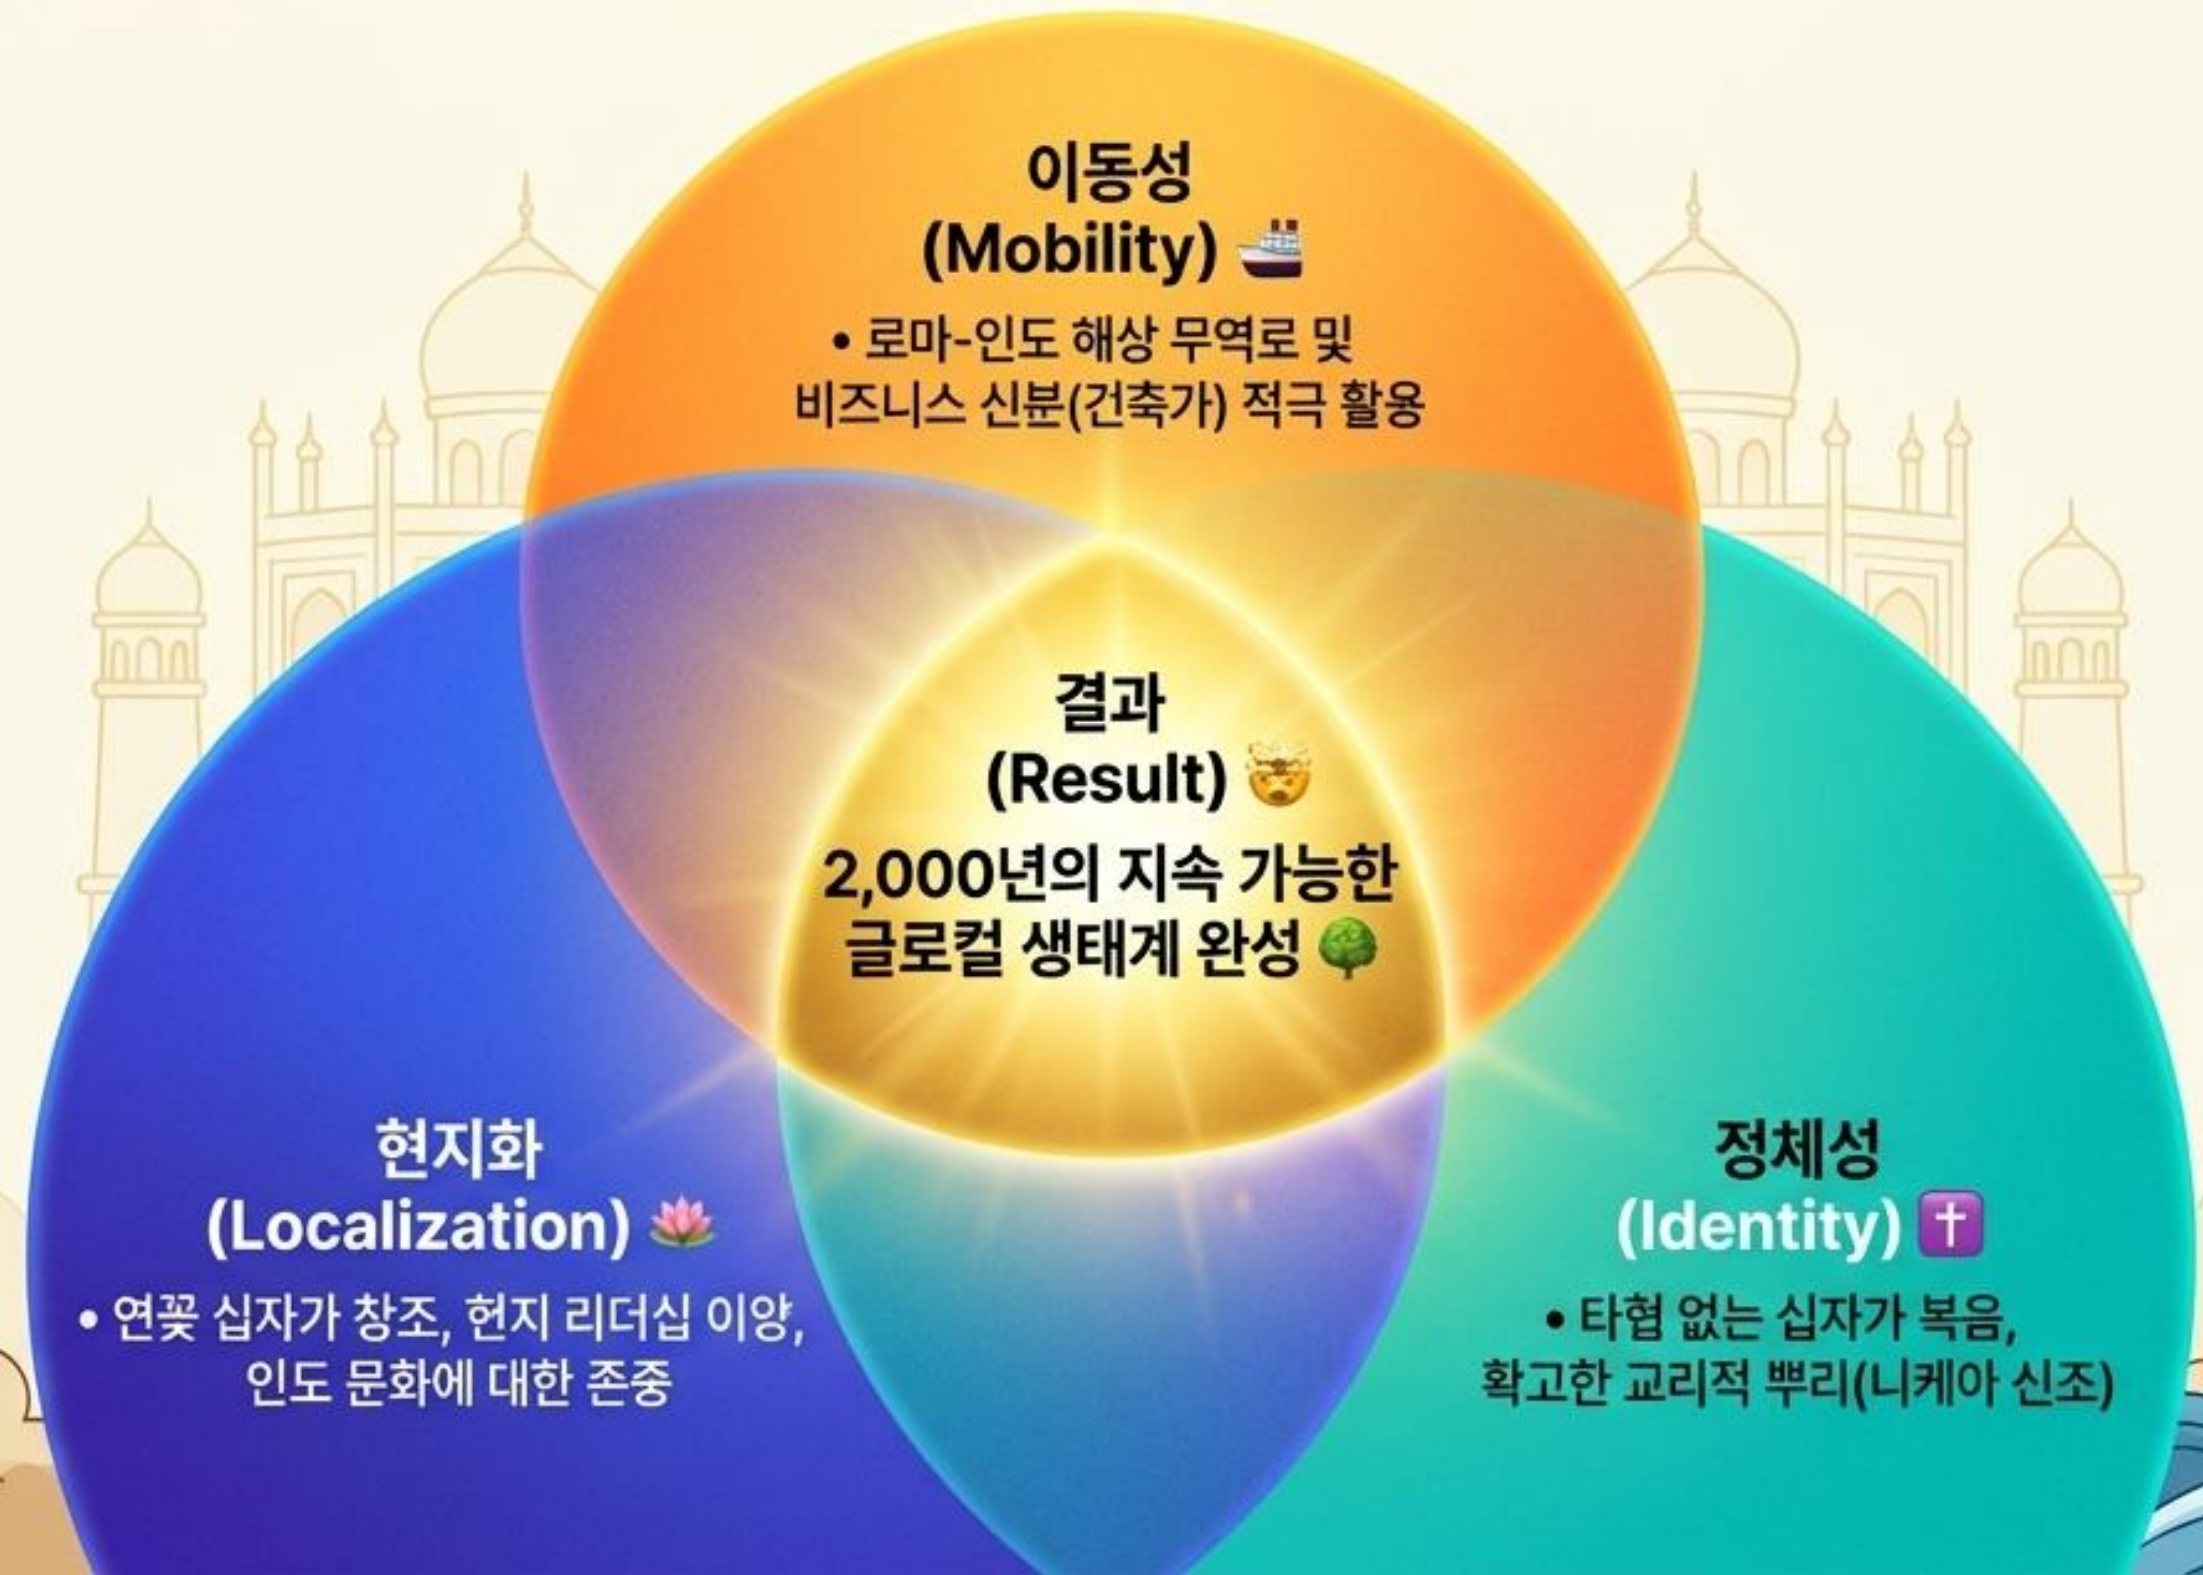 이동성
(Mobility) 🚢
• 로마-인도 해상 무역로 및
비즈니스 신분(건축가) 적극 활용
결과
(Result) 🤯
2,000년의 지속 가능한
글로컬 생태계 완성 🌳
현지화
(Localization) 🪷
• 연꽃 십자가 창조, 현지 리더십 이양,
인도 문화에 대한 존중
정체성
(Identity) ✝️
• 타협 없는 십자가 복음,
확고한 교리적 뿌리(니케아 신조)